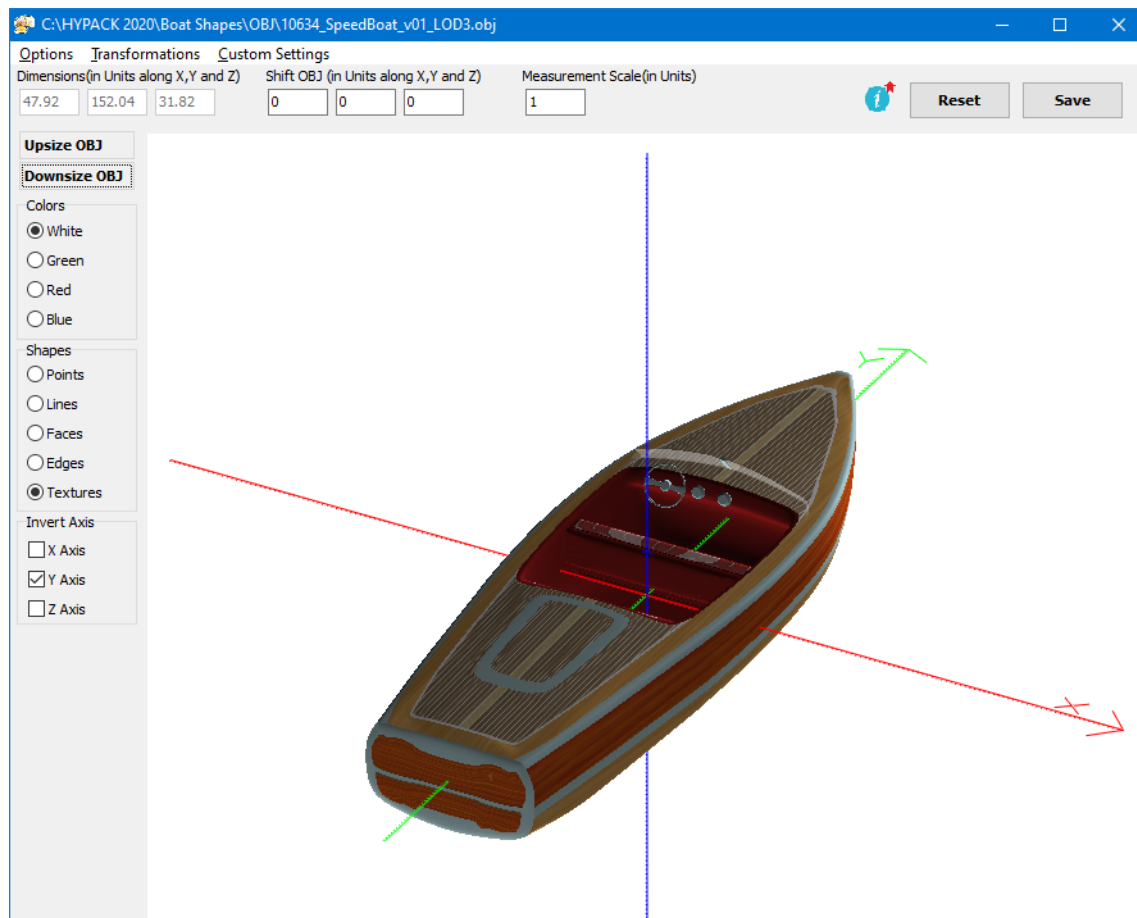 C:\HYPACK 2020\Boat Shapes\OBJ\10634_SpeedBoat_v01_LOD3.obj
Options Transformations Custom Settings
Dimensions(in Units along X,Y and Z) Shift OBJ (in Units along X,Y and Z) Measurement Scale(in Units)
47.92 152.04 31.82 0 0 0 1 Reset Save
Upsize OBJ
Downsize OBJ
Colors
White
Green
Red
Blue
Shapes
Points
Lines
Faces
Edges
Textures
Invert Axis
X Axis
Y Axis
Z Axis
Y
X